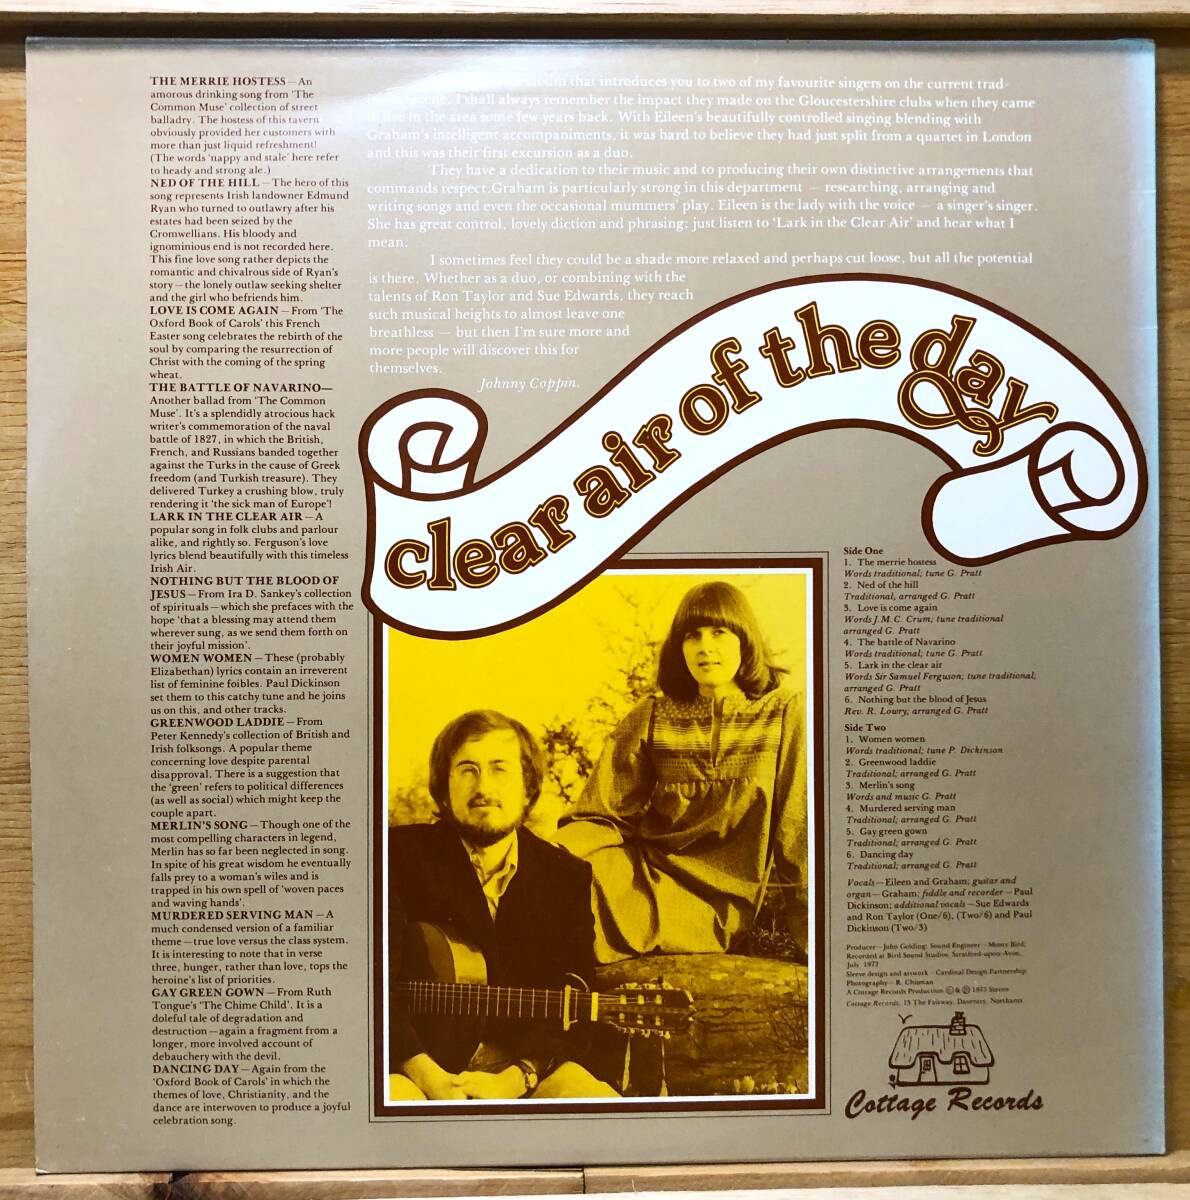 THE MERRIE HOSTESS — An
amorous drinking song from 'The
Common Muse' collection of street
balladry. The hostess of this tavern
obviously provided her customers with
more than just liquid refreshment!
(The words 'nappy and stale' here refer
to heady and strong ale.)
NED OF THE HILL — The hero of this
song represents Irish landowner Edmund
Ryan who turned to outlawry after his
estates had been seized by the
Cromwellians. His bloody and
ignominious end is not recorded here.
This fine love song rather depicts the
romantic and chivalrous side of Ryan's
story — the lonely outlaw seeking shelter
and the girl who befriends him.
LOVE IS COME AGAIN — From 'The
Oxford Book of Carols' this French
Easter song celebrates the rebirth of the
soul by comparing the resurrection of
Christ with the coming of the spring
wheat.
THE BATTLE OF NAVARINO—
Another ballad from 'The Common
Muse'. It's a splendidly atrocious hack
writer's commemoration of the naval
battle of 1827, in which the British,
French, and Russians banded together
against the Turks in the cause of Greek
freedom (and Turkish treasure). They
delivered Turkey a crushing blow, truly
rendering it 'the sick man of Europe'!
LARK IN THE CLEAR AIR — A
popular song in folk clubs and parlour
alike, and rightly so. Ferguson's love
lyrics blend beautifully with this timeless
Irish Air.
NOTHING BUT THE BLOOD OF
JESUS — From Ira D. Sankey's collection
of spirituals — which she prefaces with the
hope 'that a blessing may attend them
wherever sung, as we send them forth on
their joyful mission'.
WOMEN WOMEN — These (probably
Elizabethan) lyrics contain an irreverent
list of feminine foibles. Paul Dickinson
set them to this catchy tune and he joins
us on this, and other tracks.
GREENWOOD LADDIE — From
Peter Kennedy's collection of British and
Irish folksongs. A popular theme
concerning love despite parental
disapproval. There is a suggestion that
the 'green' refers to political differences
(as well as social) which might keep the
couple apart.
MERLIN'S SONG — Though one of the
most compelling characters in legend,
Merlin has so far been neglected in song.
In spite of his great wisdom he eventually
falls prey to a woman's wiles and is
trapped in his own spell of 'woven paces
and waving hands'.
MURDERED SERVING MAN — A
much condensed version of a familiar
theme — true love versus the class system.
It is interesting to note that in verse
three, hunger, rather than love, tops the
heroine's list of priorities.
GAY GREEN GOWN — From Ruth
Tongue's 'The Chime Child'. It is a
doleful tale of degradation and
destruction — again a fragment from a
longer, more involved account of
debauchery with the devil.
DANCING DAY — Again from the
'Oxford Book of Carols' in which the
themes of love, Christianity, and the
dance are interwoven to produce a joyful
celebration song.
album that introduces you to two of my favourite singers on the current trad-
scene. I shall always remember the impact they made on the Gloucestershire clubs when they came
to live in the area some few years back. With Eileen's beautifully controlled singing blending with
Graham's intelligent accompaniments, it was hard to believe they had just split from a quartet in London
and this was their first excursion as a duo.
They have a dedication to their music and to producing their own distinctive arrangements that
commands respect. Graham is particularly strong in this department — researching, arranging and
writing songs and even the occasional mummers' play. Eileen is the lady with the voice — a singer's singer.
She has great control, lovely diction and phrasing; just listen to 'Lark in the Clear Air' and hear what I
mean.
I sometimes feel they could be a shade more relaxed and perhaps cut loose, but all the potential
is there. Whether as a duo, or combining with the
talents of Ron Taylor and Sue Edwards, they reach
such musical heights to almost leave one
breathless — but then I'm sure more and
more people will discover this for
themselves.
Johnny Coppin.
clear air of the day
Side One
1. The merrie hostess
Words traditional; tune G. Pratt
2. Ned of the hill
Traditional, arranged G. Pratt
3. Love is come again
Words J.M.C. Crum; tune traditional
arranged G. Pratt
4. The battle of Navarino
Words traditional; tune G. Pratt
5. Lark in the clear air
Words Sir Samuel Ferguson; tune traditional,
arranged G. Pratt
6. Nothing but the blood of Jesus
Rev. R. Lowry, arranged G. Pratt
Side Two
1. Women women
Words traditional; tune P. Dickinson
2. Greenwood laddie
Traditional; arranged G. Pratt
3. Merlin's song
Words and music G. Pratt
4. Murdered serving man
Traditional; arranged G. Pratt
5. Gay green gown
Traditional; arranged G. Pratt
6. Dancing day
Traditional; arranged G. Pratt
Vocals — Eileen and Graham; guitar and
organ — Graham; fiddle and recorder — Paul
Dickinson; additional vocals — Sue Edwards
and Ron Taylor (One/6), (Two/6) and Paul
Dickinson (Two/3)
Producer — John Golding: Sound Engineer — Monty Bird,
Recorded at Bird Sound Studios, Stratford-upon-Avon,
July 1977
Sleeve design and artwork — Cardinal Design Partnership
Photography — R. Chisman
A Cottage Records Production © & ℗ 1977 Stereo
Cottage Records, 15 The Fairway, Daventry, Northants
Cottage Records